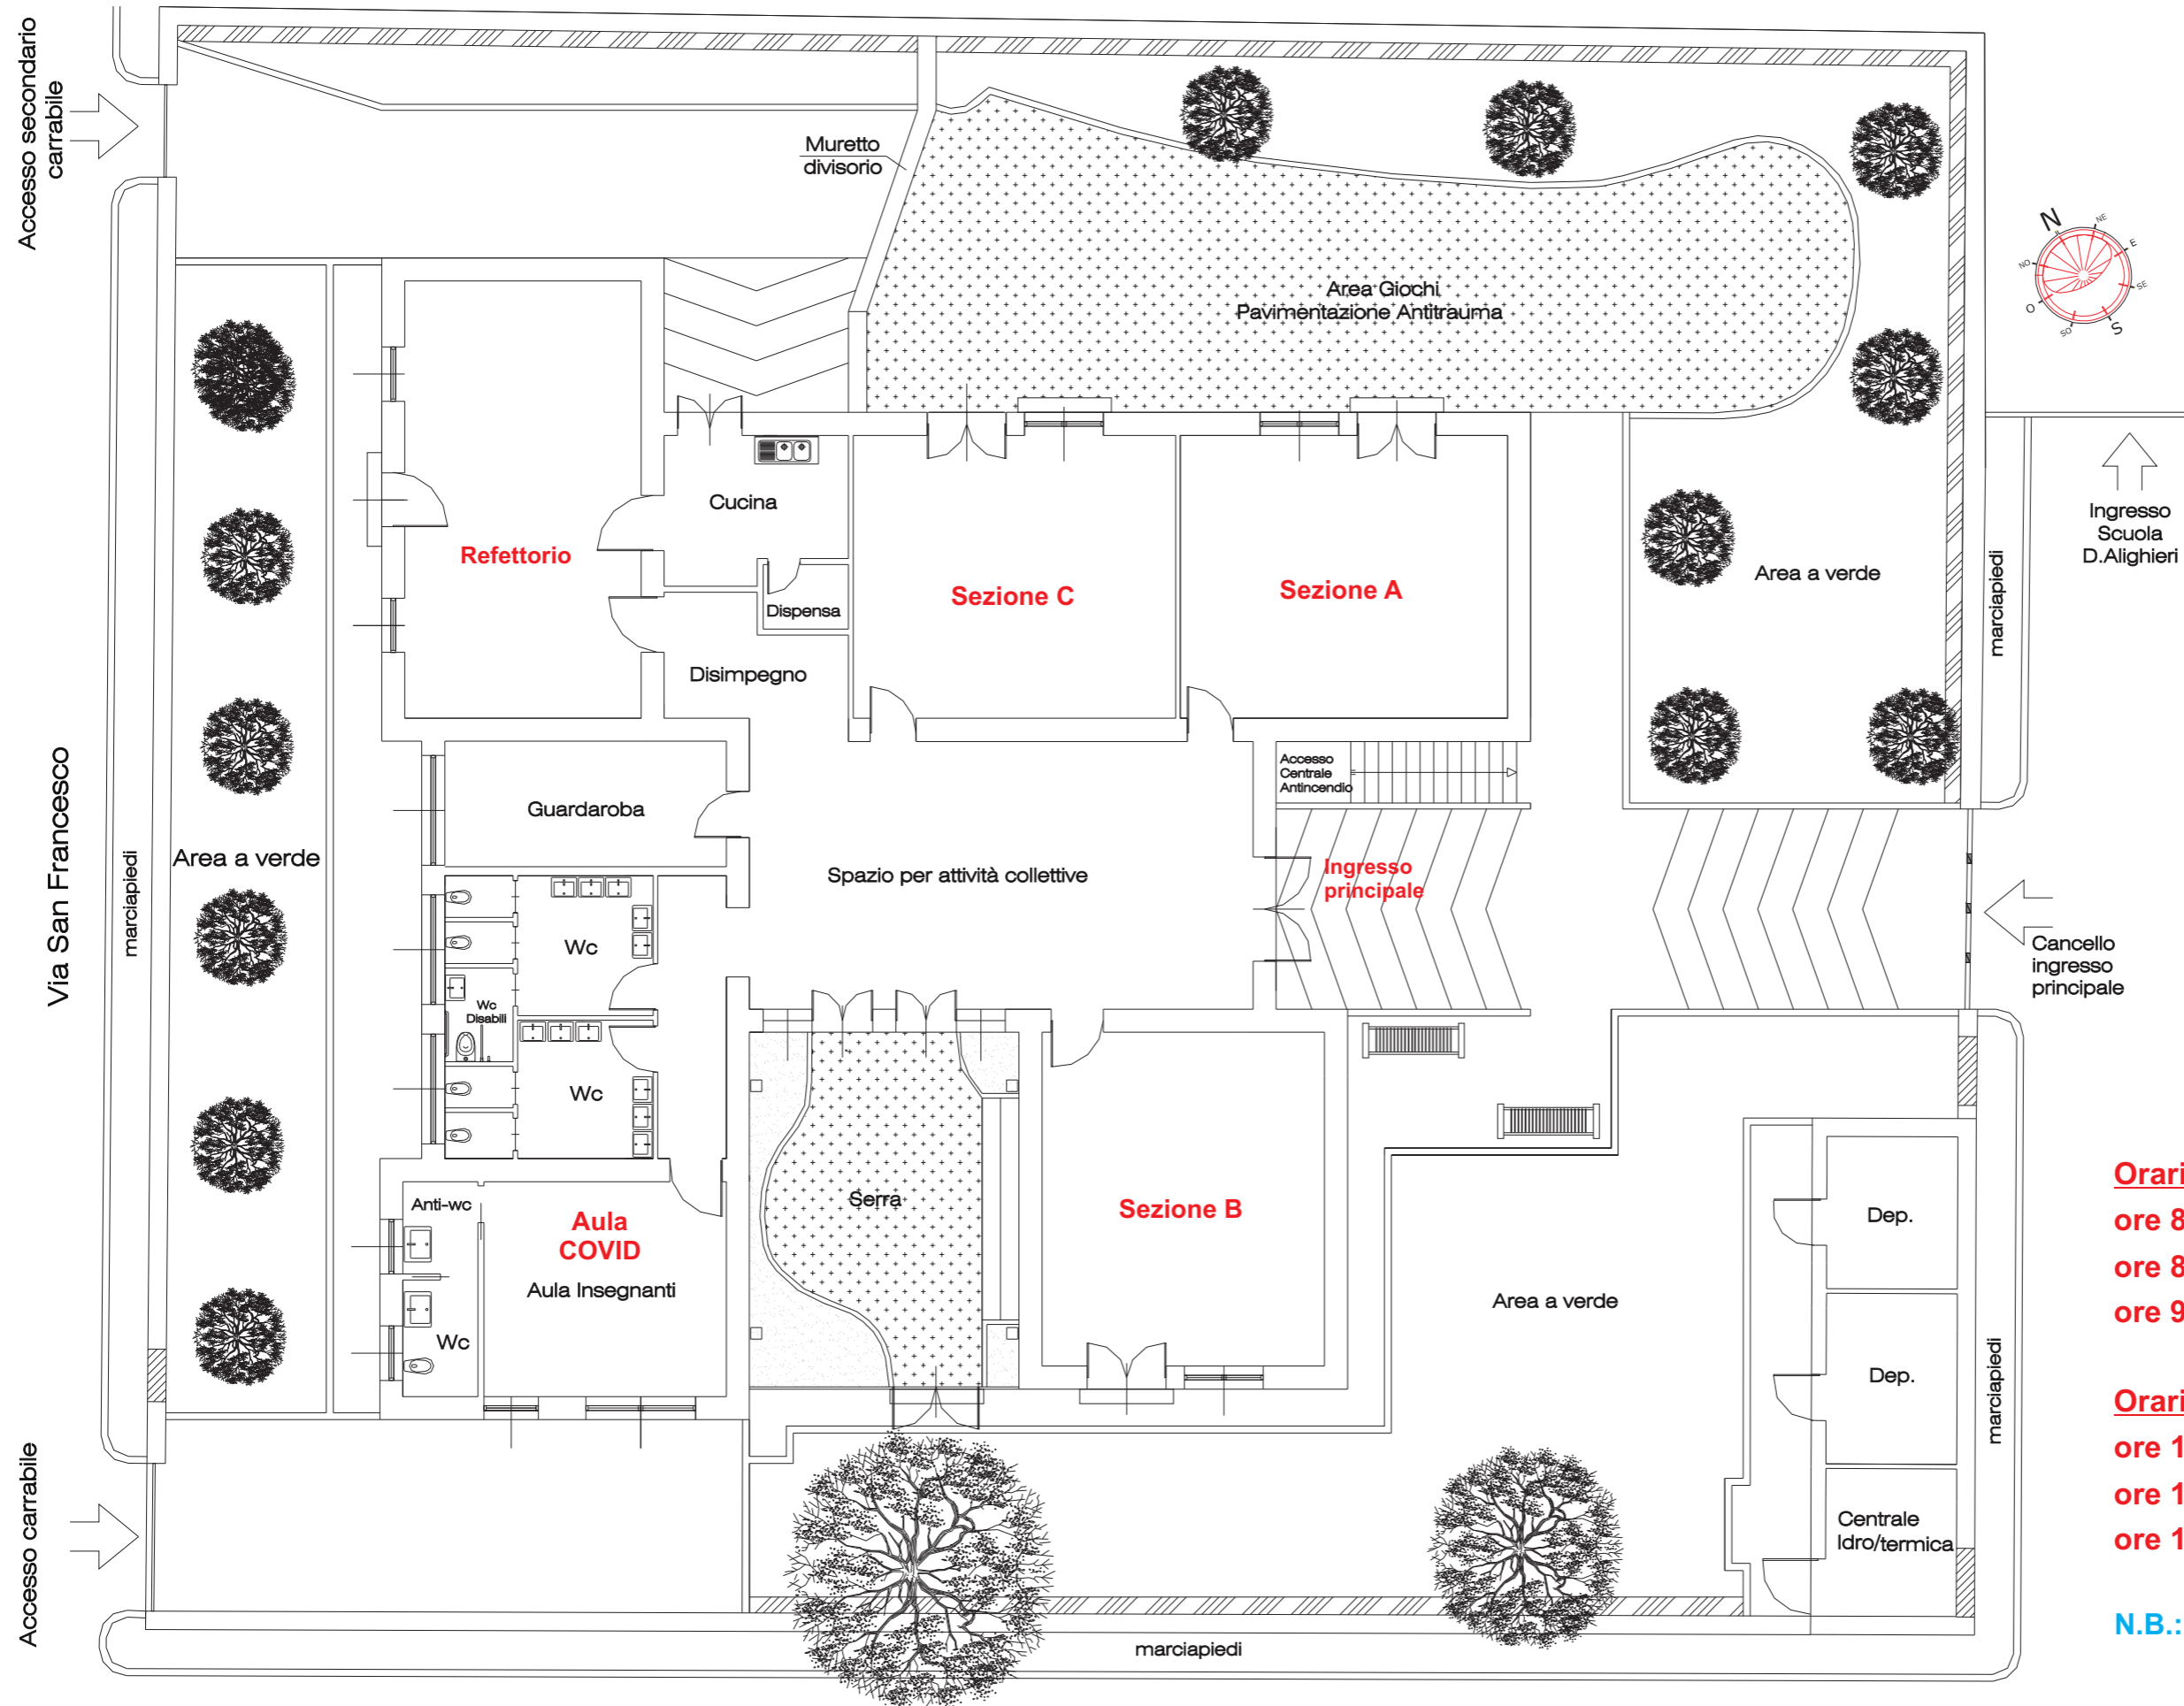 Accesso secondario
carrabile
Muretto
divisorio
Area Giochi
Pavimentazione Antitrauma
N
NE
E
SE
S
SO
O
NO
Ingresso
Scuola
D.Alighieri
marciapiedi
Area a verde
Cucina
Refettorio
Dispensa
Sezione C
Sezione A
Disimpegno
Via San Francesco
marciapiedi
Area a verde
Guardaroba
Accesso
Centrale
Antincendio
Spazio per attività collettive
Ingresso
principale
Cancello
ingresso
principale
Wc
Wc
Disabili
Wc
Anti-wc
Aula
COVID
Aula Insegnanti
Wc
Serra
Sezione B
Area a verde
Dep.
Dep.
Centrale
Idro/termica
marciapiedi
Orari
ore 8
ore 8
ore 9
Orari
ore 1
ore 1
ore 1
N.B.:
Accesso carrabile
marciapiedi